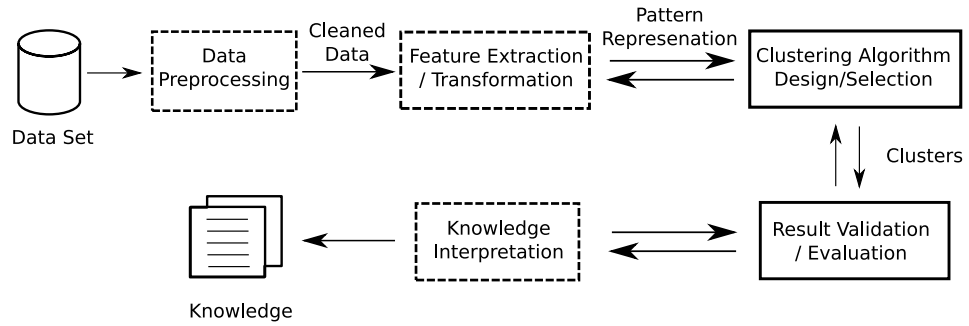 Data Set
Data
Preprocessing
Cleaned
Data
Feature Extraction
/ Transformation
Pattern
Represenation
Clustering Algorithm
Design/Selection
Clusters
Result Validation
/ Evaluation
Knowledge
Interpretation
Knowledge